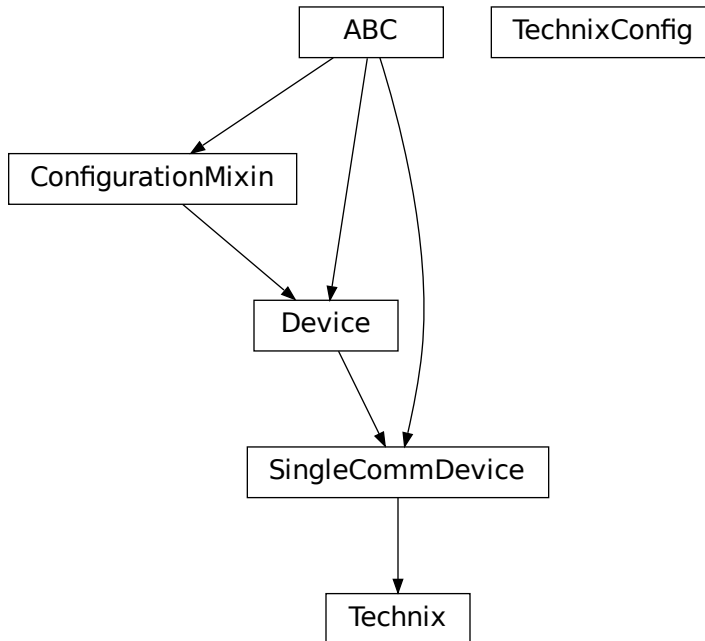 ABC
TechnixConfig
ConfigurationMixin
Device
SingleCommDevice
Technix